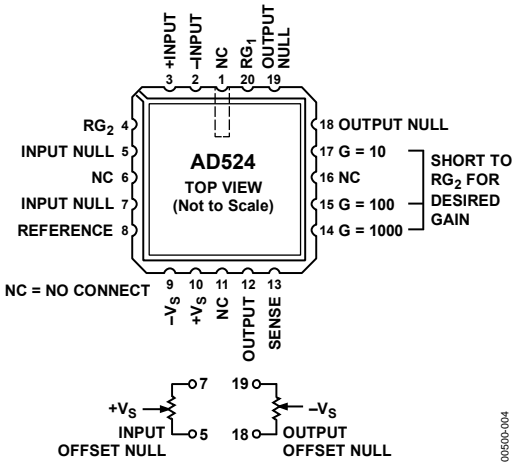 +INPUT
–INPUT
NC
RG1
OUTPUT
NULL
3 2 1 20 19
RG2 4
INPUT NULL 5
NC 6
INPUT NULL 7
REFERENCE 8
AD524
TOP VIEW
(Not to Scale)
18 OUTPUT NULL
17 G = 10
16 NC
15 G = 100
14 G = 1000
SHORT TO
RG2 FOR
DESIRED
GAIN
NC = NO CONNECT
9 10 11 12 13
–VS
+VS
NC
OUTPUT
SENSE
7
+VS
INPUT
OFFSET NULL
5
19
–VS
18
OUTPUT
OFFSET NULL
00500-004